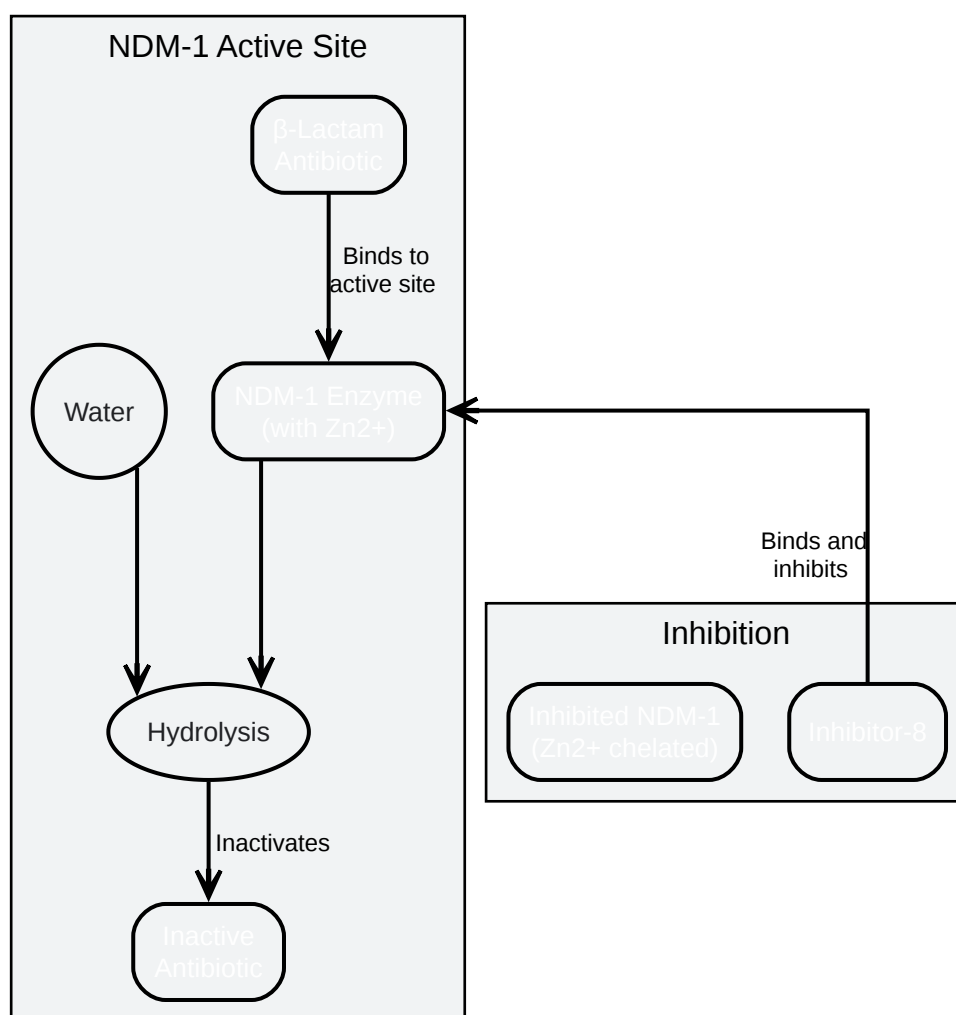 NDM-1 Active Site
β-Lactam
Antibiotic
Binds to
active site
Water
NDM-1 Enzyme
(with Zn2+)
Binds and
inhibits
Inhibition
Hydrolysis
Inhibited NDM-1
(Zn2+ chelated)
Inhibitor-8
Inactivates
Inactive
Antibiotic